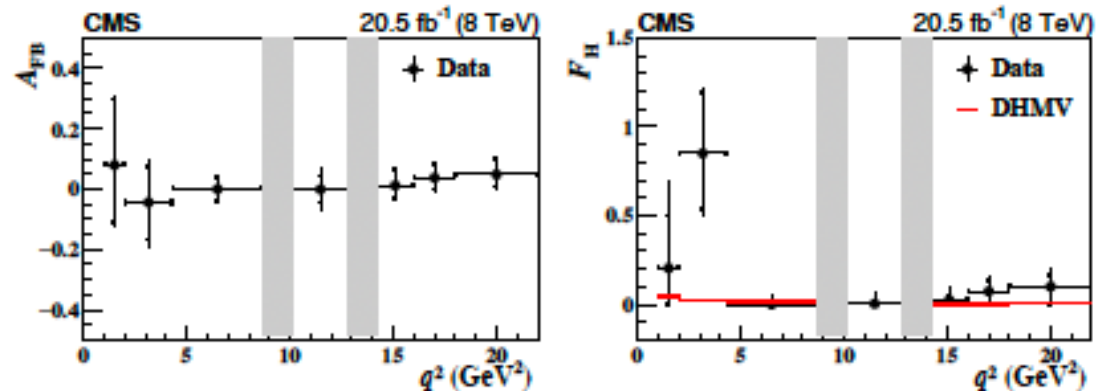 CMS 20.5 fb⁻¹ (8 TeV)
A_FB
Data
0.4
0.2
0
−0.2
−0.4
0 5 10 15 20
q² (GeV²)
CMS 20.5 fb⁻¹ (8 TeV)
F_H
Data
DHMV
1.5
1
0.5
0
0 5 10 15 20
q² (GeV²)